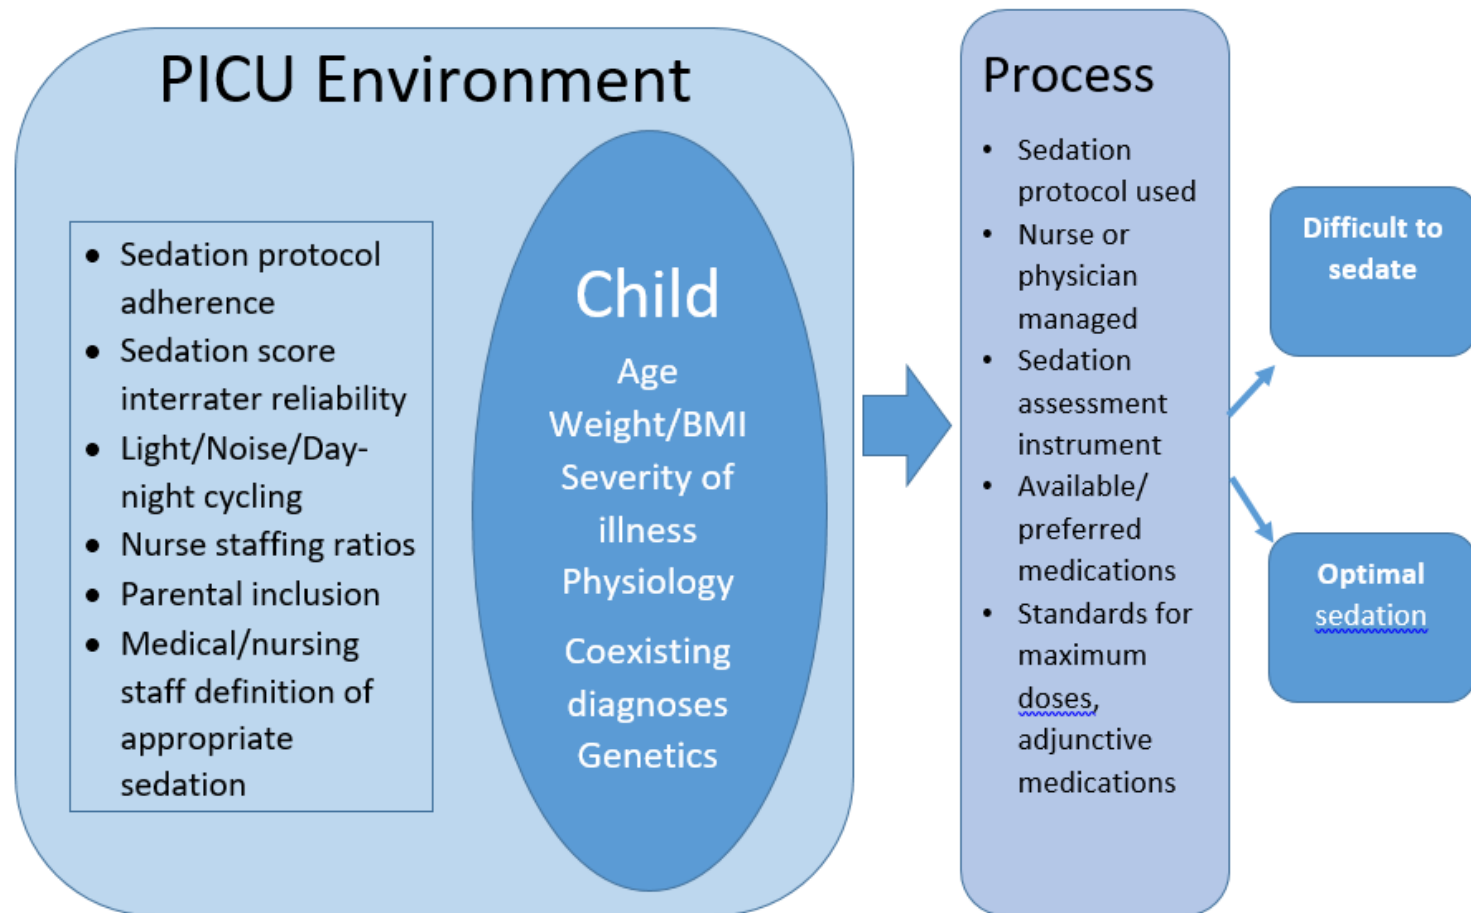 PICU Environment
• Sedation protocol
adherence
• Sedation score
interrater reliability
• Light/Noise/Day-
night cycling
• Nurse staffing ratios
• Parental inclusion
• Medical/nursing
staff definition of
appropriate
sedation
Child
Age
Weight/BMI
Severity of
illness
Physiology
Coexisting
diagnoses
Genetics
Process
• Sedation
protocol used
• Nurse or
physician
managed
• Sedation
assessment
instrument
• Available/
preferred
medications
• Standards for
maximum
doses,
adjunctive
medications
Difficult to
sedate
Optimal
sedation